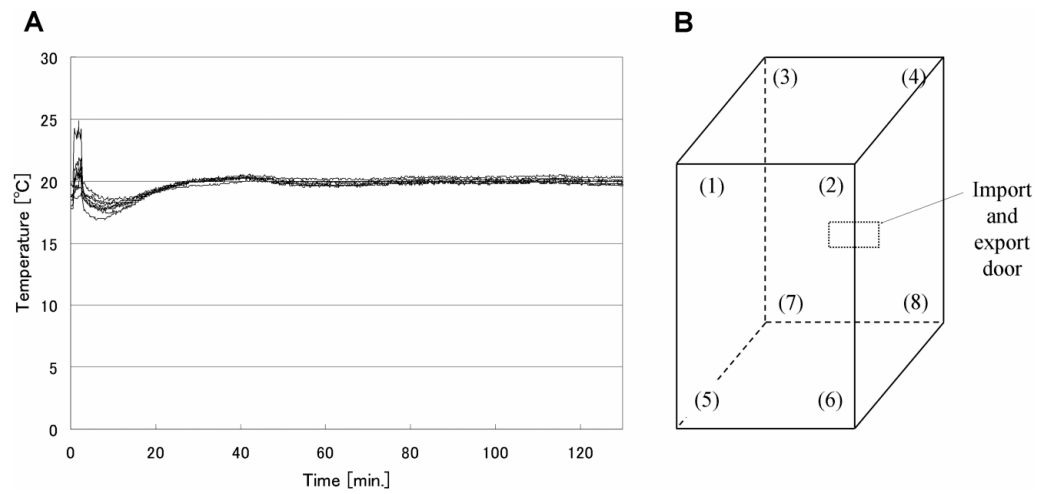 A
B
30
25
20
15
10
5
0
Temperature [℃]
0 20 40 60 80 100 120
Time [min.]
(3) (4)
(1) (2)
Import
and
export
door
(7) (8)
(5) (6)